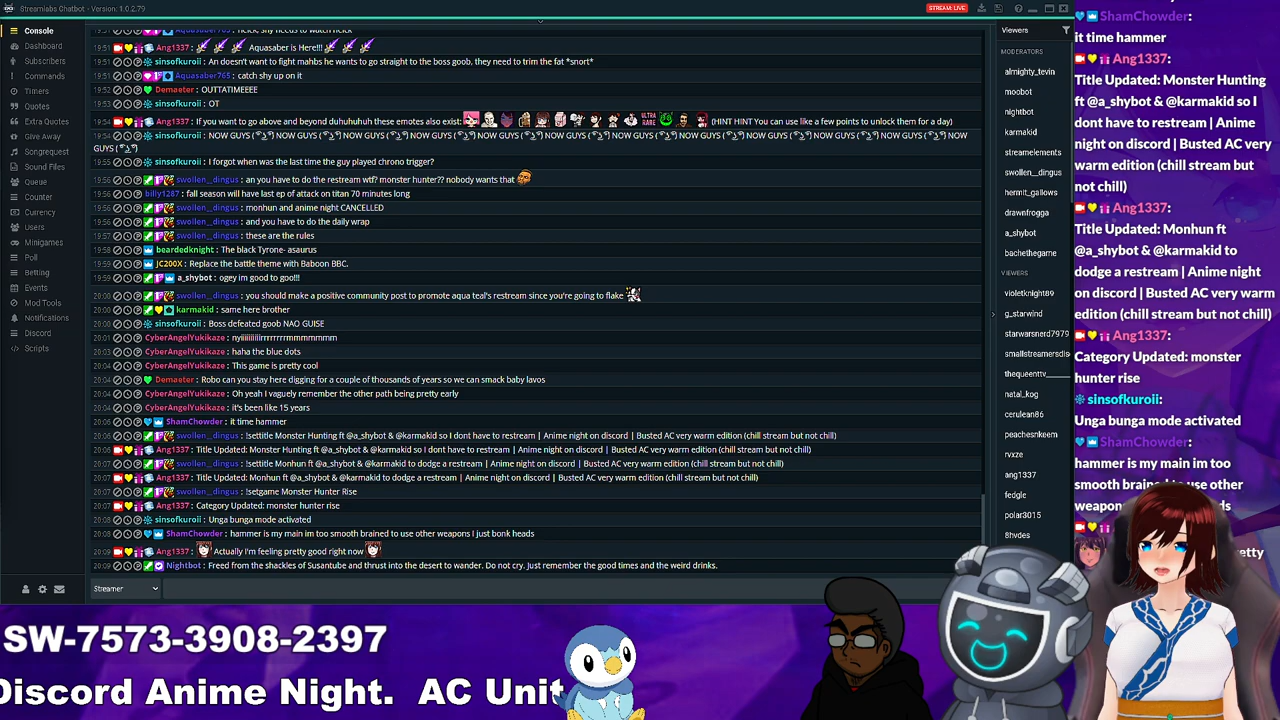 Streamlabs Chatbot - Version: 1.0.2.79
STREAM: LIVE
Console
Dashboard
Subscribers
Commands
Timers
Quotes
Extra Quotes
Give Away
Songrequest
Sound Files
Queue
Counter
Currency
Users
Minigames
Poll
Betting
Events
Mod Tools
Notifications
Discord
Scripts
19:51 Ang1337 : Aquasaber is Here!!!
19:51 sinsofkuroii : An doesn't want to fight mahbs he wants to go straight to the boss grob, they need to trim the fat *snort*
19:51 Aquasaber765 : catch shy up on it
19:52 Demaeter : OUTTATIMEEEE
19:53 sinsofkuroii : OT
19:54 Ang1337 : If you want to go above and beyond duhuhuhuh these emotes also exist: (HINT HINT You can use like a few points to unlock them for a day)
19:55 sinsofkuroii : I forgot when was the last time the guy played chrono trigger?
19:56 swollen_dingus : an you have to do the restream wtf? monster hunter?? nobody wants that
19:56 billy1287 : fall season will have last ep of attack on titan 70 minutes long
19:56 swollen_dingus : monhun and anime night CANCELLED
19:56 swollen_dingus : and you have to do the daily wrap
19:57 swollen_dingus : these are the rules
19:58 beardedknight : The black Tyrone- asaurus
19:59 JC200X : Replace the battle theme with Baboon BBC.
19:59 a_shybot : ogey im good to goo!!!
20:00 swollen_dingus : you should make a positive community post to promote aqua teal's restream since you're going to flake
20:00 karmakid : same here brother
20:00 sinsofkuroii : Boss defeated goob NAO GUISE
20:01 CyberAngelYukikaze : nyiiiiiiiiirrrrrrrmmmmmmm
20:03 CyberAngelYukikaze : haha the blue dots
20:04 CyberAngelYukikaze : This game is pretty cool
20:04 Demaeter : Robo can you stay here digging for a couple of thousands of years so we can smack baby lavos
20:04 CyberAngelYukikaze : Oh yeah I vaguely remember the other path being pretty early
20:04 CyberAngelYukikaze : it's been like 15 years
20:06 ShamChowder : it time hammer
20:06 swollen_dingus : !settitle Monster Hunting ft @a_shybot & @karmakid so I dont have to restream | Anime night on discord | Busted AC very warm edition (chill stream but not chill)
20:06 Ang1337 : Title Updated: Monster Hunting ft @a_shybot & @karmakid so I dont have to restream | Anime night on discord | Busted AC very warm edition (chill stream but not chill)
20:07 swollen_dingus : !settitle Monhun ft @a_shybot & @karmakid to dodge a restream | Anime night on discord | Busted AC very warm edition (chill stream but not chill)
20:07 Ang1337 : Title Updated: Monhun ft @a_shybot & @karmakid to dodge a restream | Anime night on discord | Busted AC very warm edition (chill stream but not chill)
20:07 swollen_dingus : !setgame Monster Hunter Rise
20:07 Ang1337 : Category Updated: monster hunter rise
20:08 sinsofkuroii : Unga bunga mode activated
20:08 ShamChowder : hammer is my main im too smooth brained to use other weapons I just bonk heads
20:09 Ang1337 : Actually I'm feeling pretty good right now
20:09 Nightbot : Freed from the shackles of Susantube and thrust into the desert to wander. Do not cry. Just remember the good times and the weird drinks.
Streamer
Viewers
MODERATORS
almighty_tevin
moobot
nightbot
karmakid
streamelements
swollen__dingus
hermit_gallows
drawnfrogga
a_shybot
bachethegame
VIEWERS
violetknight89
g_starwind
starwarsnerd7979
smallstreamersdis
thequeentv____
natal_kog
cerulean86
peachesnkeem
rvxze
ang1337
fedgle
polar3015
8hvdes
ShamChowder:
it time hammer
Ang1337:
Title Updated: Monster Hunting
ft @a_shybot & @karmakid so I
dont have to restream | Anime
night on discord | Busted AC very
warm edition (chill stream but
not chill)
Ang1337:
Title Updated: Monhun ft
@a_shybot & @karmakid to
dodge a restream | Anime night
on discord | Busted AC very warm
edition (chill stream but not chill)
Ang1337:
Category Updated: monster
hunter rise
sinsofkuroii:
Unga bunga mode activated
ShamChowder:
hammer is my main im too
smooth brained to use other
SW-7573-3908-2397
Discord Anime Night. AC Unit